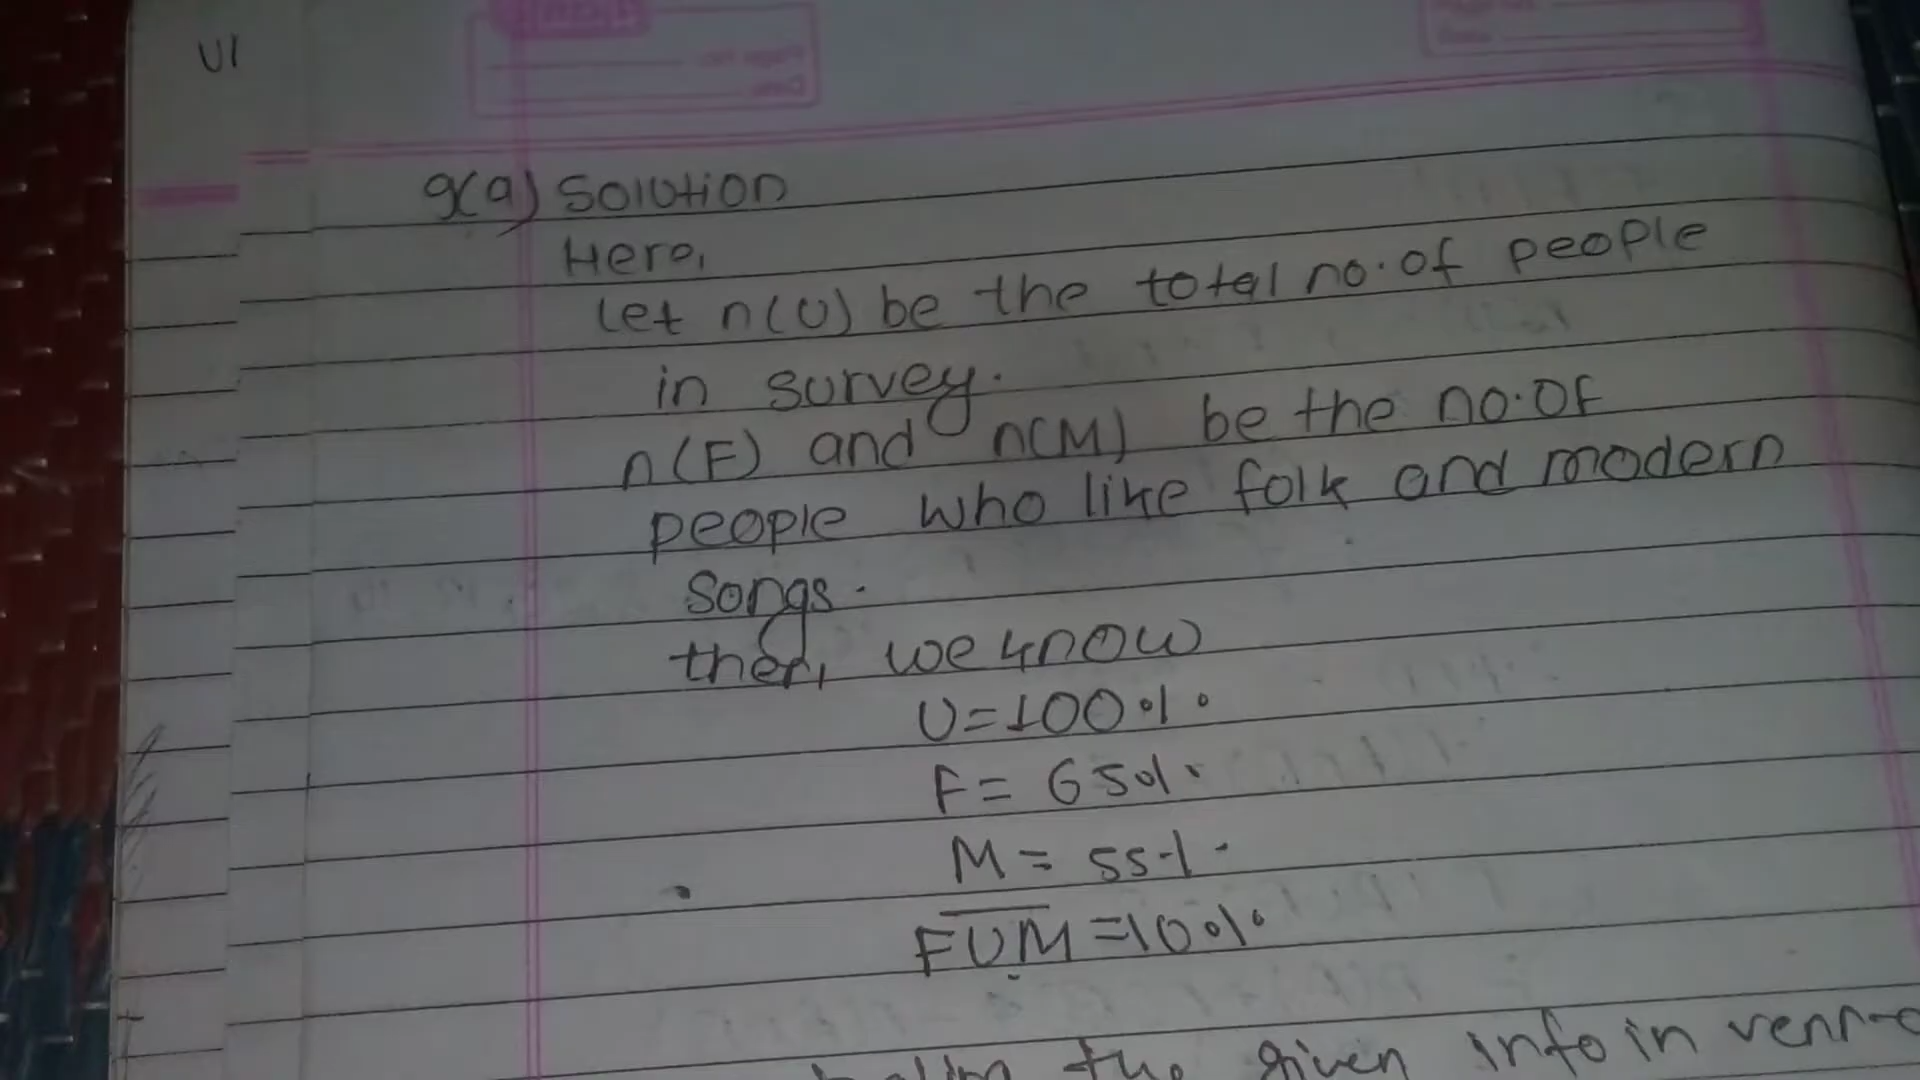 VI
9(a) Solution
Here,
Let n(U) be the total no. of people
in survey.
n(F) and n(M) be the no. of
people who like folk and modern
songs.
then, we know
U = 100%
F = 65%
M = 55%
F̅U̅M̅ = 10%
the given info in venn-